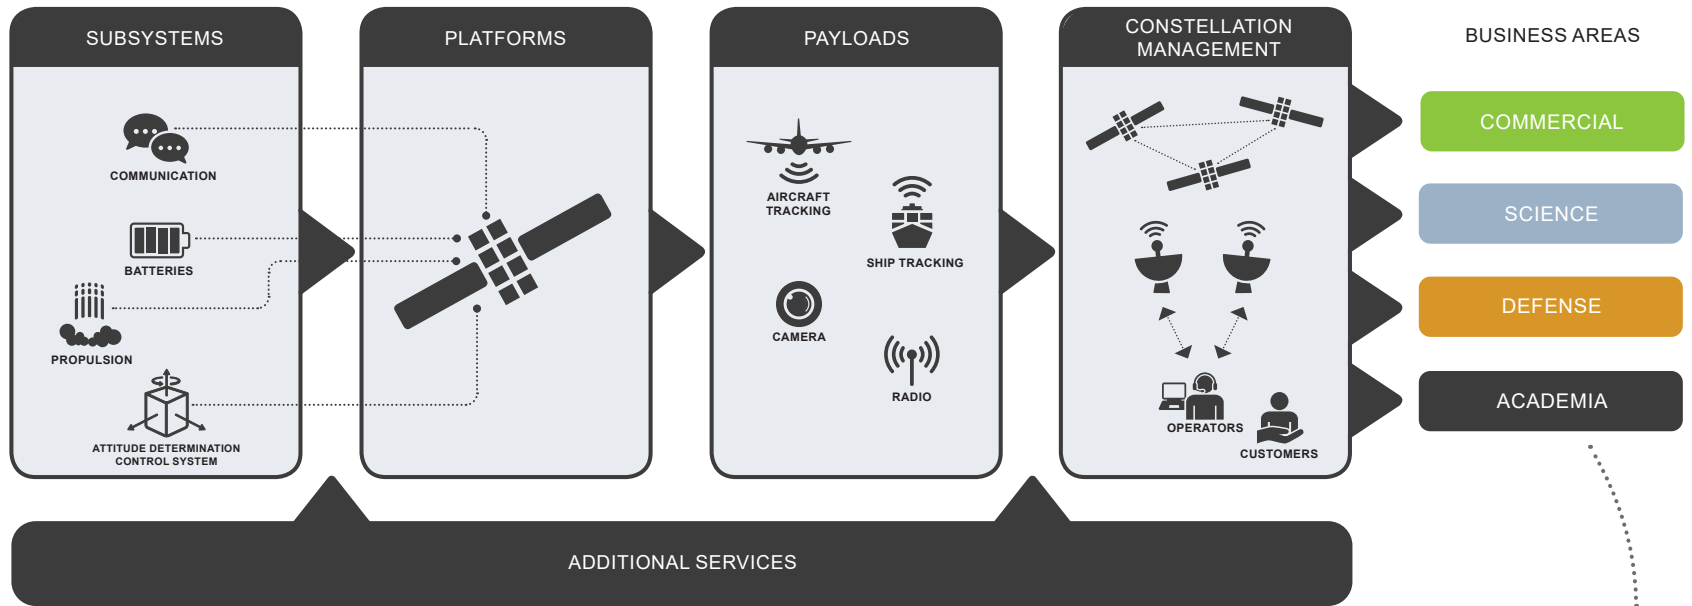 SUBSYSTEMS
COMMUNICATION
BATTERIES
PROPULSION
ATTITUDE DETERMINATION
CONTROL SYSTEM
PLATFORMS
PAYLOADS
AIRCRAFT
TRACKING
SHIP TRACKING
CAMERA
RADIO
CONSTELLATION
MANAGEMENT
OPERATORS
CUSTOMERS
BUSINESS AREAS
COMMERCIAL
SCIENCE
DEFENSE
ACADEMIA
ADDITIONAL SERVICES